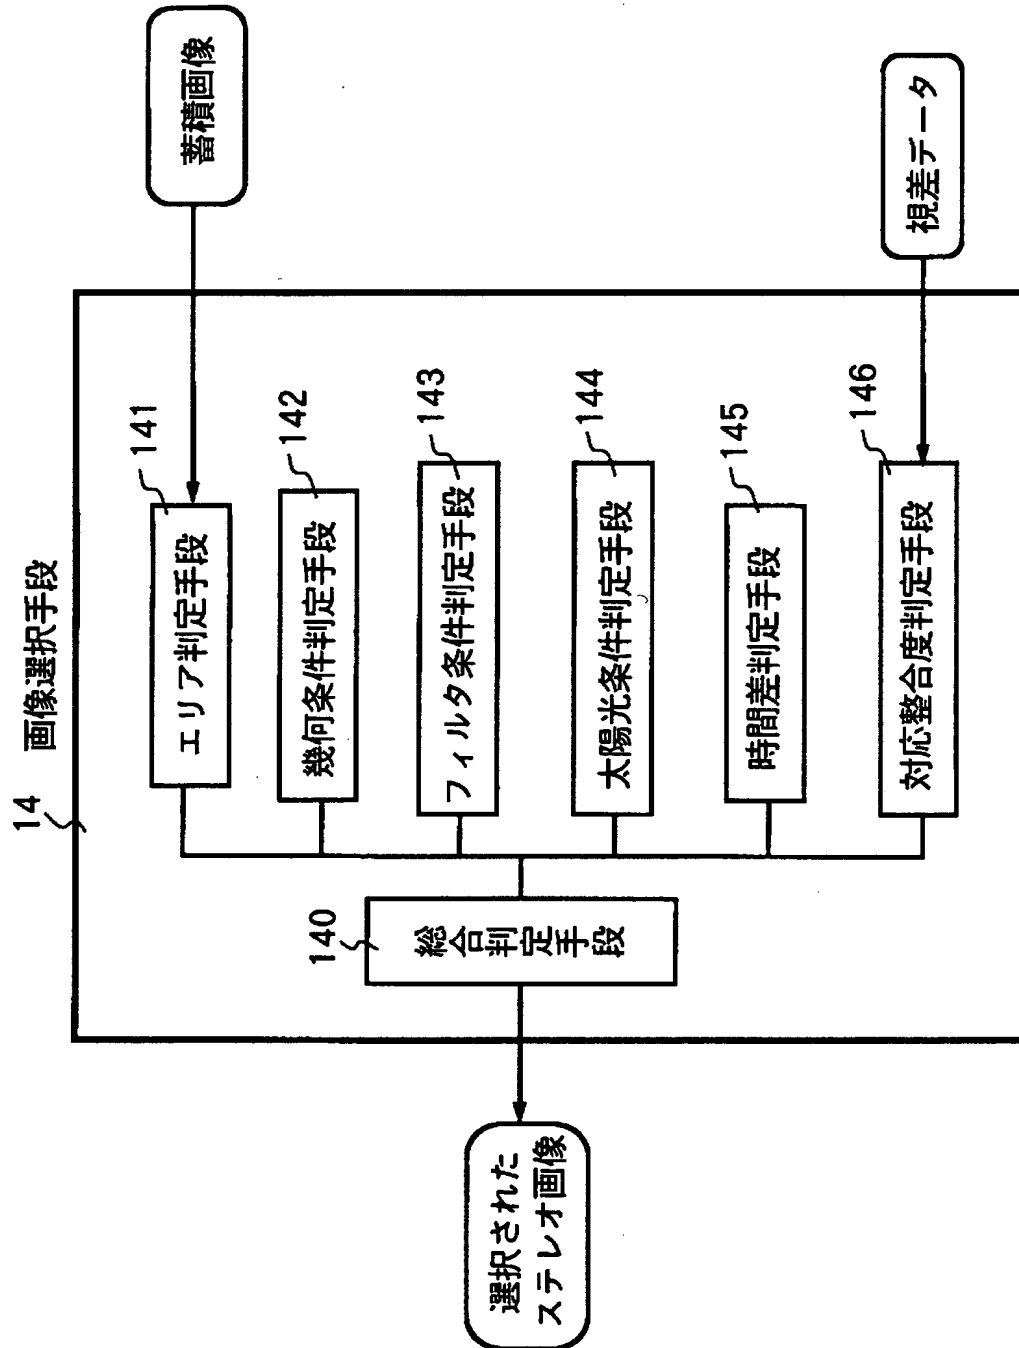 画像選択手段
14
蓄積画像
視差データ
エリア判定手段
141
幾何条件判定手段
142
フィルタ条件判定手段
143
太陽光条件判定手段
144
時間差判定手段
145
対応整合度判定手段
146
総合判定手段
140
選択された
ステレオ画像